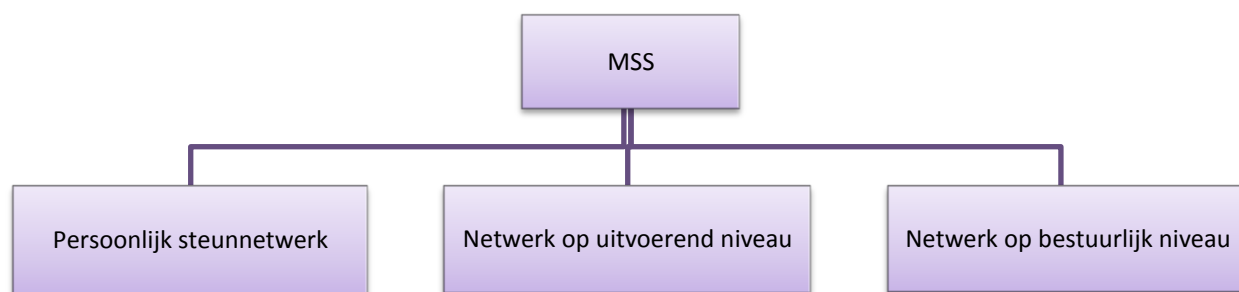 MSS
Persoonlijk steunnetwerk
Netwerk op uitvoerend niveau
Netwerk op bestuurlijk niveau